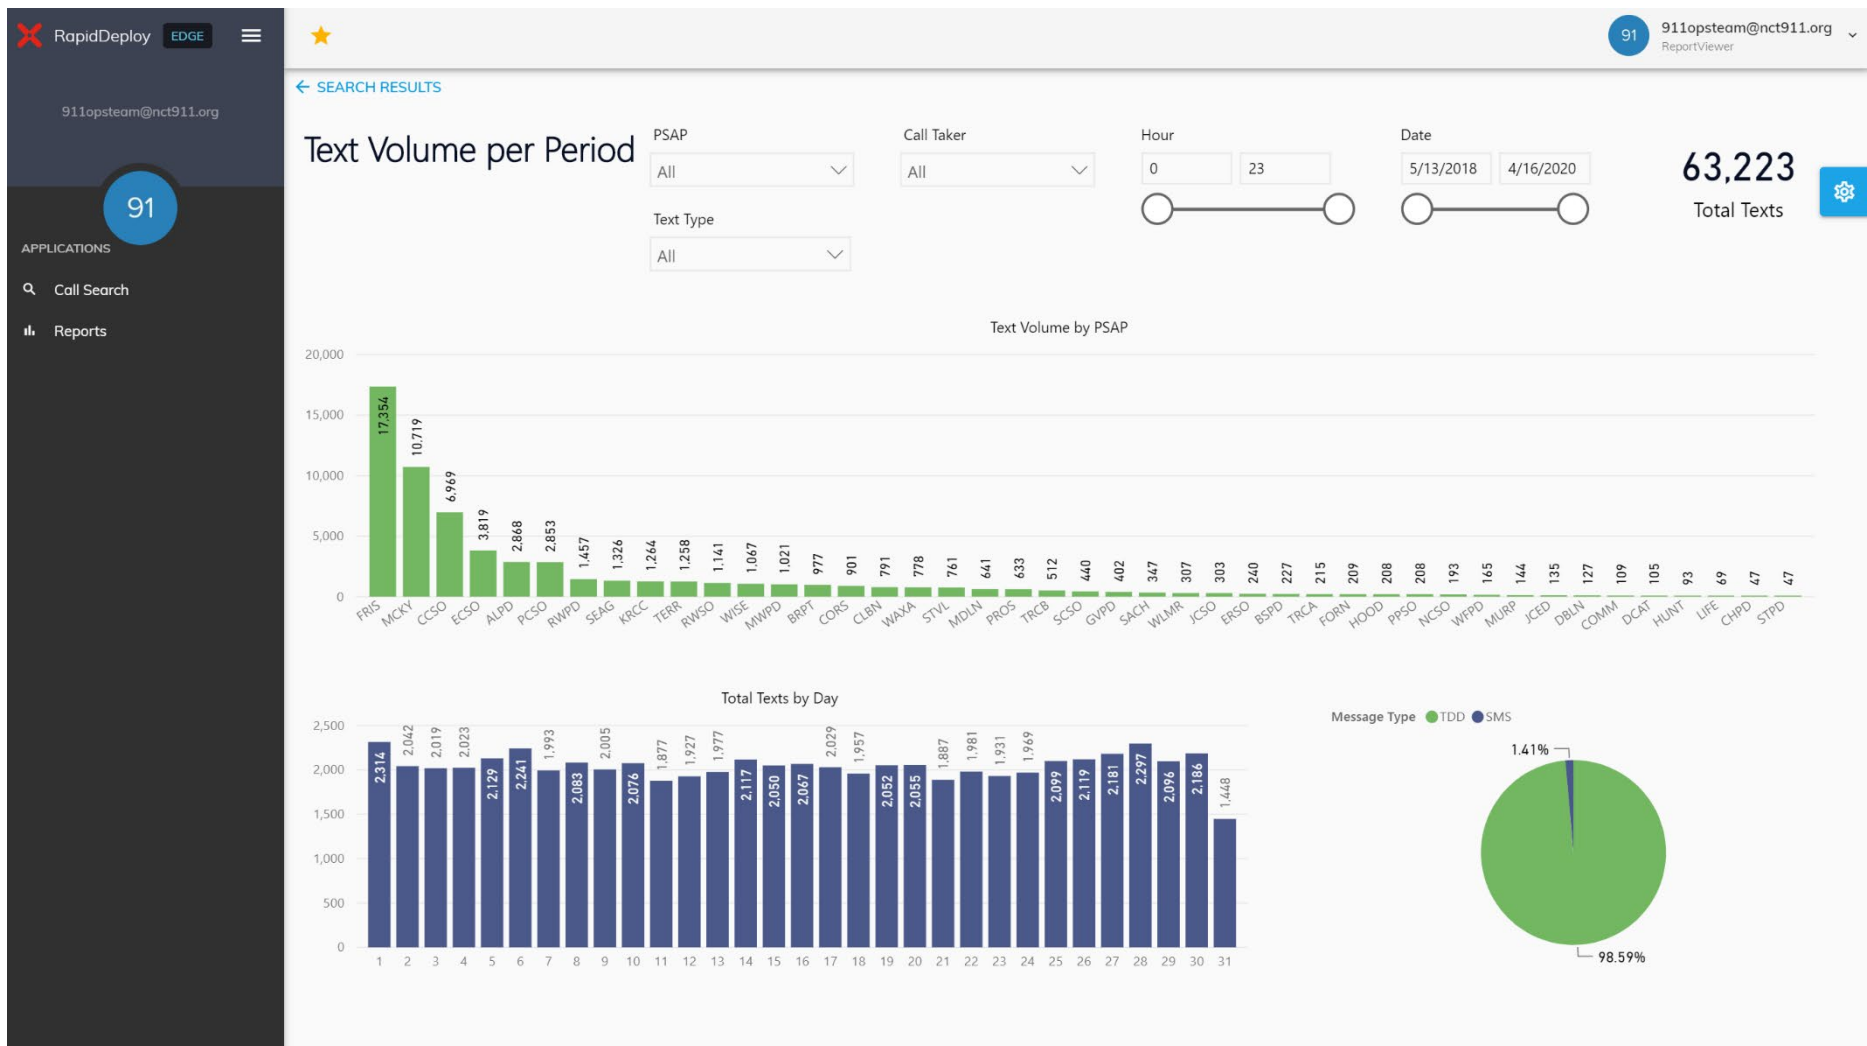 RapidDeploy EDGE
911opsteam@nct911.org
91
APPLICATIONS
Call Search
Reports
91
911opsteam@nct911.org
ReportViewer
SEARCH RESULTS
Text Volume per Period
PSAP
All
Call Taker
All
Hour
0 23
Date
5/13/2018 4/16/2020
63,223
Total Texts
Text Type
All
Text Volume by PSAP
20,000
15,000
10,000
5,000
0
17,354 10,719 6,969 3,819 2,868 2,853 1,457 1,326 1,264 1,258 1,141 1,067 1,021 977 901 791 778 761 641 633 512 440 402 347 307 303 240 227 215 209 208 208 193 165 144 135 127 109 105 93 69 47 47
FRIS MCKY CCSO ECSO ALPD PCSO RWPD SEAG KRCC TERR RWSO WISE MWPD BRPT CORS CLBN WAXA STVL MDLN PROS TRCB SCSO GVPD SACH WLMR JCSO ERSO BSPD TRCA FORN HOOD PPSO NCSO WFPD MURP JCED DBLN COMM DCAT HUNT LIFE CHPD STPD
Total Texts by Day
2,500
2,000
1,500
1,000
500
0
2,314 2,042 2,019 2,023 2,129 2,241 1,993 2,083 2,005 2,076 1,877 1,927 1,977 2,117 2,050 2,067 2,029 1,957 2,052 2,055 1,887 1,981 1,931 1,969 2,099 2,119 2,181 2,297 2,096 2,186 1,448
1 2 3 4 5 6 7 8 9 10 11 12 13 14 15 16 17 18 19 20 21 22 23 24 25 26 27 28 29 30 31
Message Type TDD SMS
1.41%
98.59%